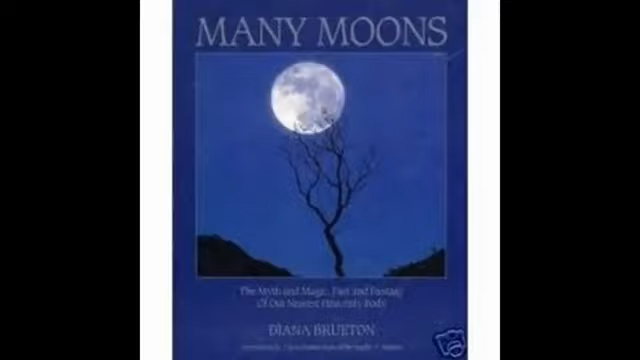 MANY MOONS
The Myth and Magic, Fact and Fantasy
Of Our Nearest Heavenly Body
DIANA BRUETON